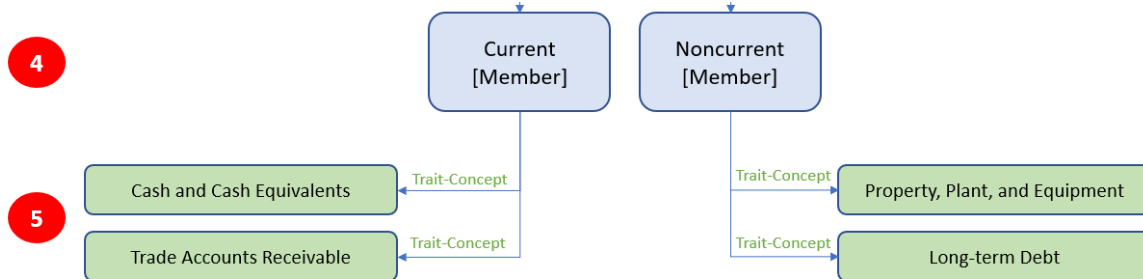 4
Current
[Member]
Noncurrent
[Member]
Trait-Concept
Trait-Concept
Cash and Cash Equivalents
Property, Plant, and Equipment
5
Trait-Concept
Trait-Concept
Trade Accounts Receivable
Long-term Debt